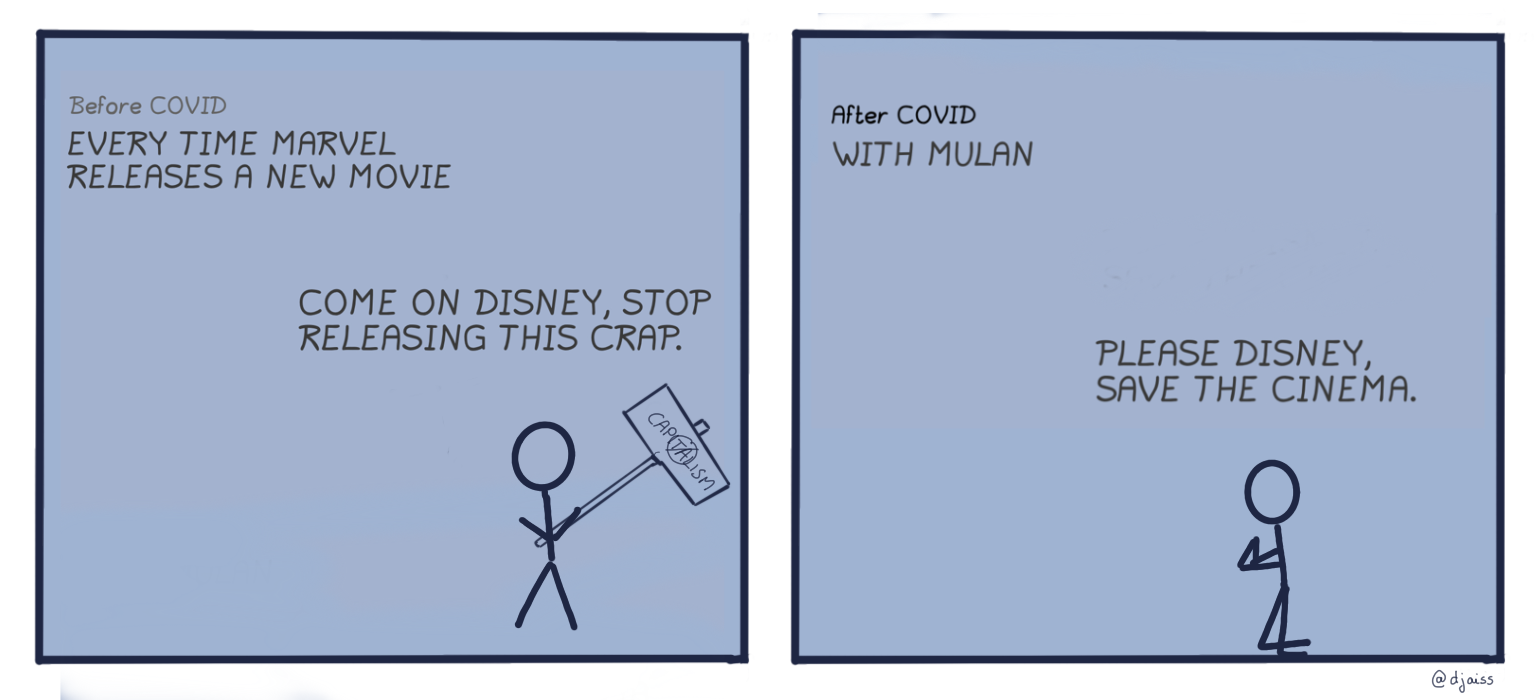 Before COVID
EVERY TIME MARVEL
RELEASES A NEW MOVIE
COME ON DISNEY, STOP
RELEASING THIS CRAP.
CAPITALISM
After COVID
WITH MULAN
PLEASE DISNEY,
SAVE THE CINEMA.
@djaiss